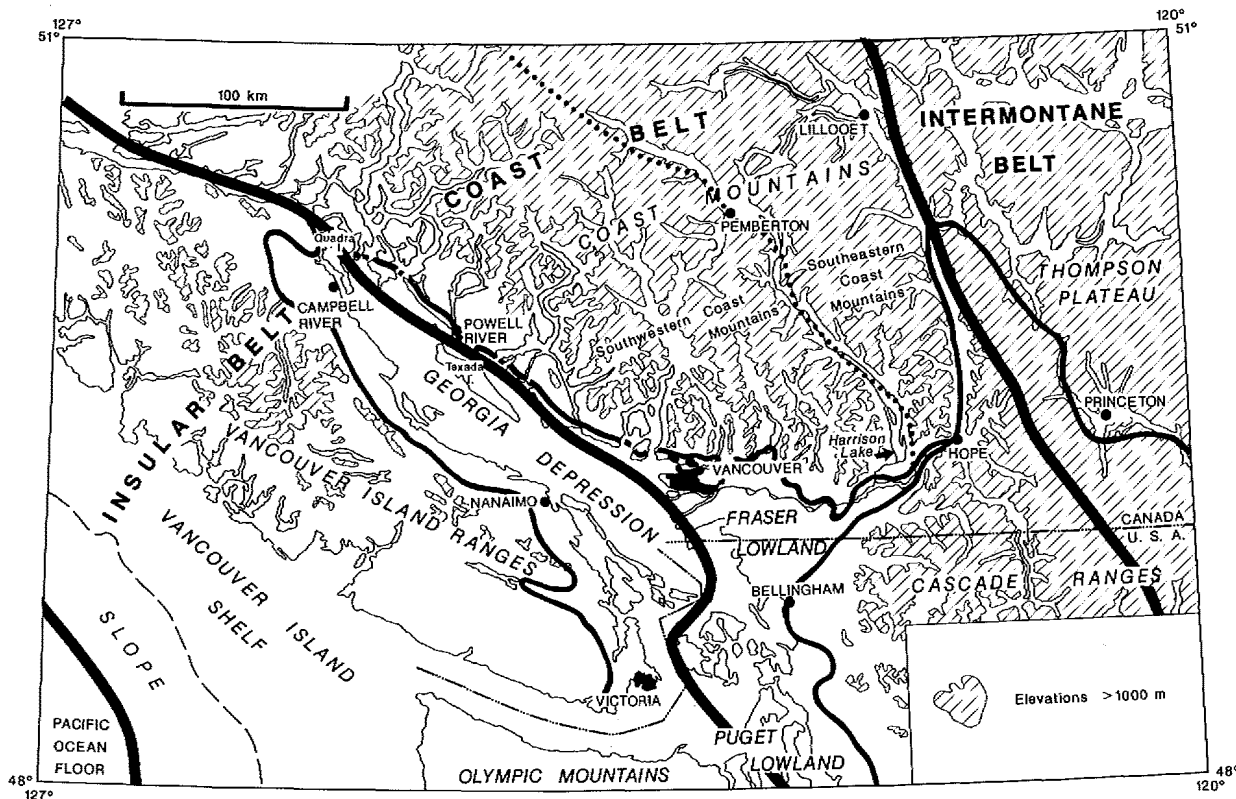 127°
51°
120°
51°
100 km
COAST BELT
LILLOOET
INTERMONTANE
BELT
COAST MOUNTAINS
PEMBERTON
Quadra
I.
Southeastern
Coast
Mountains
THOMPSON
PLATEAU
CAMPBELL
RIVER
POWELL
RIVER
Southwestern Coast
Mountains
Texada
I.
INSULAR BELT
GEORGIA
DEPRESSION
PRINCETON
Harrison
Lake
HOPE
VANCOUVER
VANCOUVER ISLAND
RANGES
NANAIMO
FRASER
LOWLAND
CANADA
U. S. A.
VANCOUVER ISLAND
SHELF
SLOPE
BELLINGHAM
CASCADE RANGES
VICTORIA
Elevations >1000 m
PACIFIC
OCEAN
FLOOR
PUGET
LOWLAND
OLYMPIC MOUNTAINS
48°
127°
48°
120°